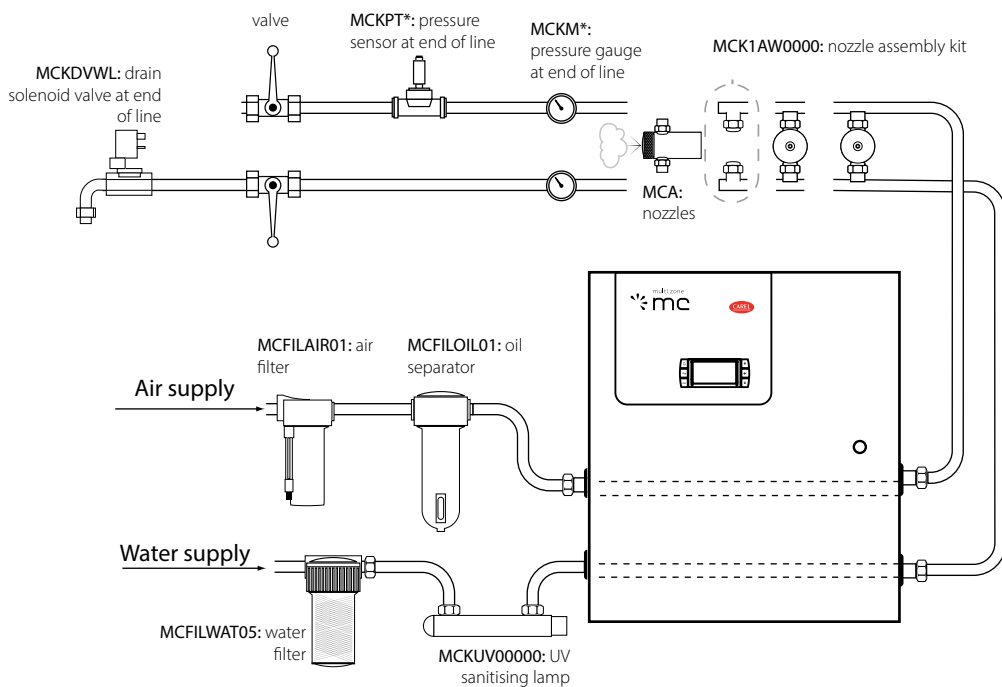 valve
MCKPT*: pressure
sensor at end of line
MCKM*:
pressure gauge
at end of line
MCK1AW0000: nozzle assembly kit
MCKDVWL: drain
solenoid valve at end
of line
MCA:
nozzles
multi zone
mc
CAREL
MCFILAIR01: air
filter
MCFILOIL01: oil
separator
Air supply
Water supply
MCFILWAT05: water
filter
MCKUV00000: UV
sanitising lamp